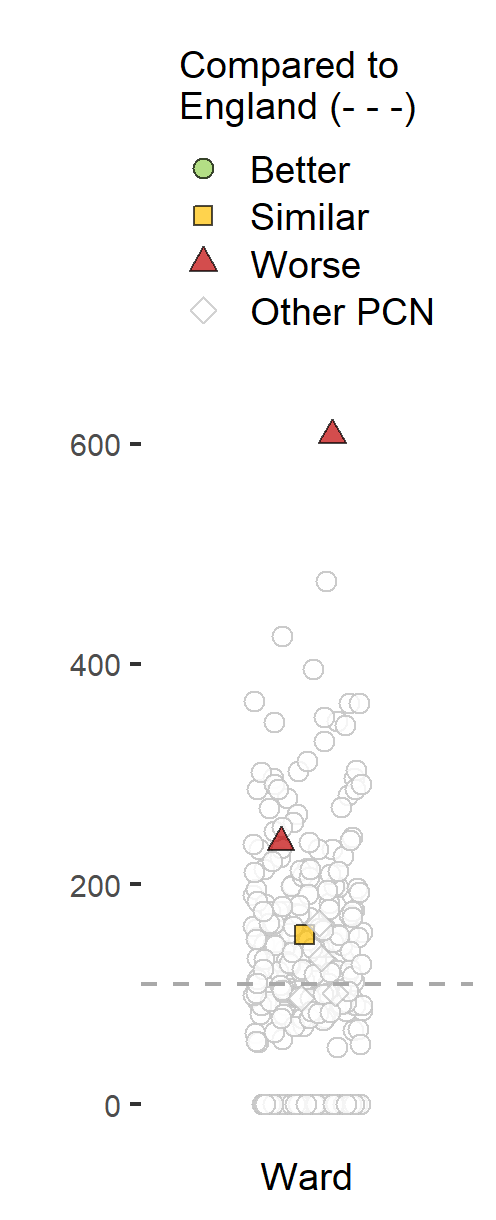 Compared to
England (- - -)
Better
Similar
Worse
Other PCN
600
400
200
0
Ward